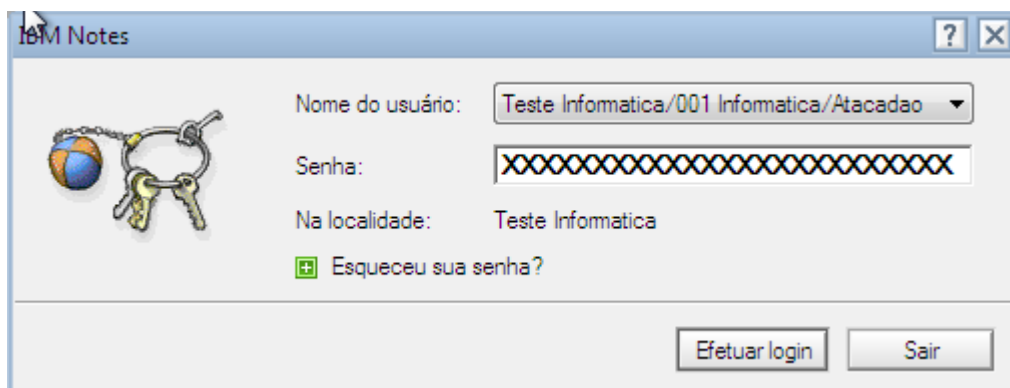 IBM Notes
Nome do usuário: Teste Informatica/001 Informatica/Atacadao
Senha: XXXXXXXXXXXXXXXXXXXXXXXXX
Na localidade: Teste Informatica
Esqueceu sua senha?
Efetuar login Sair